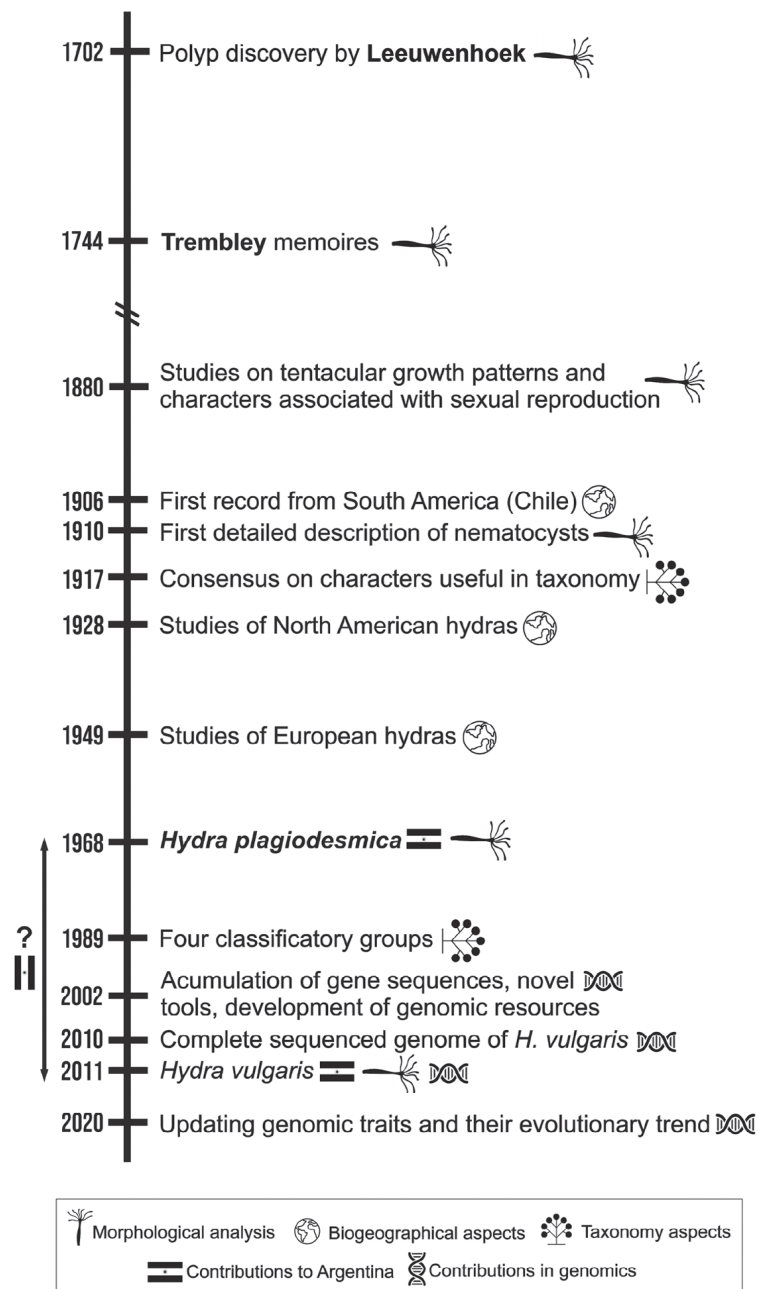 1702 Polyp discovery by Leeuwenhoek
1744 Trembley memoires
1880 Studies on tentacular growth patterns and
characters associated with sexual reproduction
1906 First record from South America (Chile)
1910 First detailed description of nematocysts
1917 Consensus on characters useful in taxonomy
1928 Studies of North American hydras
1949 Studies of European hydras
1968 Hydra plagiodesmica
?
1989 Four classificatory groups
2002 Acumulation of gene sequences, novel
tools, development of genomic resources
2010 Complete sequenced genome of H. vulgaris
2011 Hydra vulgaris
2020 Updating genomic traits and their evolutionary trend
Morphological analysis Biogeographical aspects Taxonomy aspects
Contributions to Argentina Contributions in genomics